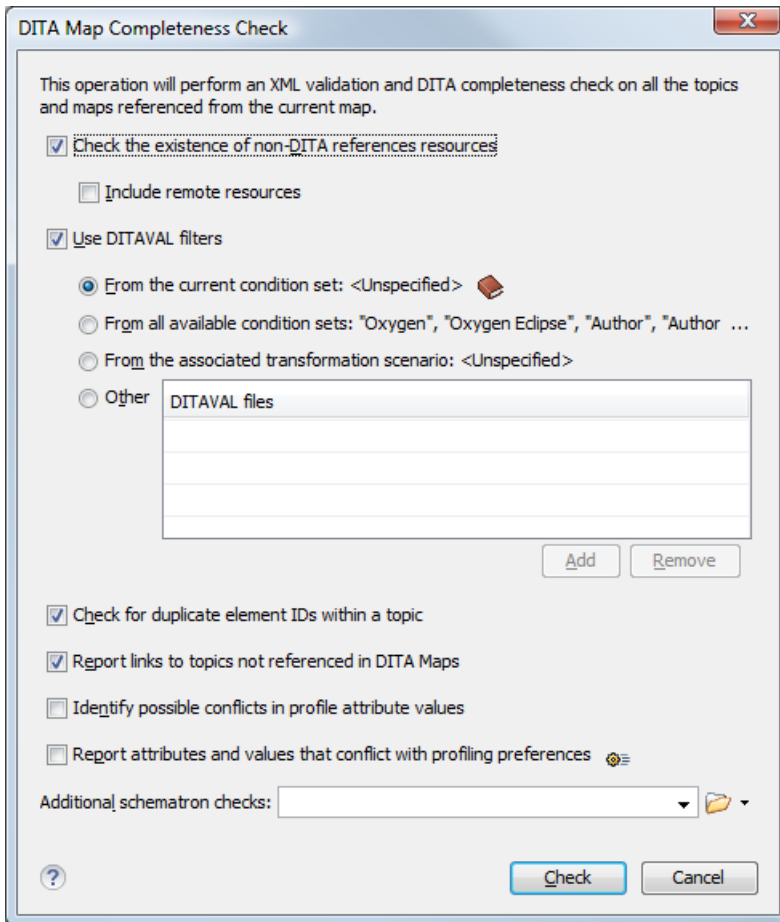 DITA Map Completeness Check
This operation will perform an XML validation and DITA completeness check on all the topics
and maps referenced from the current map.
Check the existence of non-DITA references resources
Include remote resources
Use DITAVAL filters
From the current condition set: <Unspecified>
From all available condition sets: "Oxygen", "Oxygen Eclipse", "Author", "Author ...
From the associated transformation scenario: <Unspecified>
Other
DITAVAL files
Add Remove
Check for duplicate element IDs within a topic
Report links to topics not referenced in DITA Maps
Identify possible conflicts in profile attribute values
Report attributes and values that conflict with profiling preferences
Additional schematron checks:
? Check Cancel